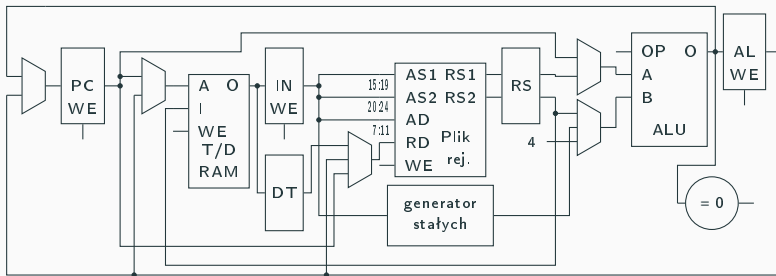 PC
WE
A O
I
WE
T/D
RAM
IN
WE
DT
15:19
20:24
7:11
AS1 RS1
AS2 RS2
AD
RD
WE
Plik
rej.
generator
stałych
RS
4
OP O
A
B
ALU
AL
WE
= 0